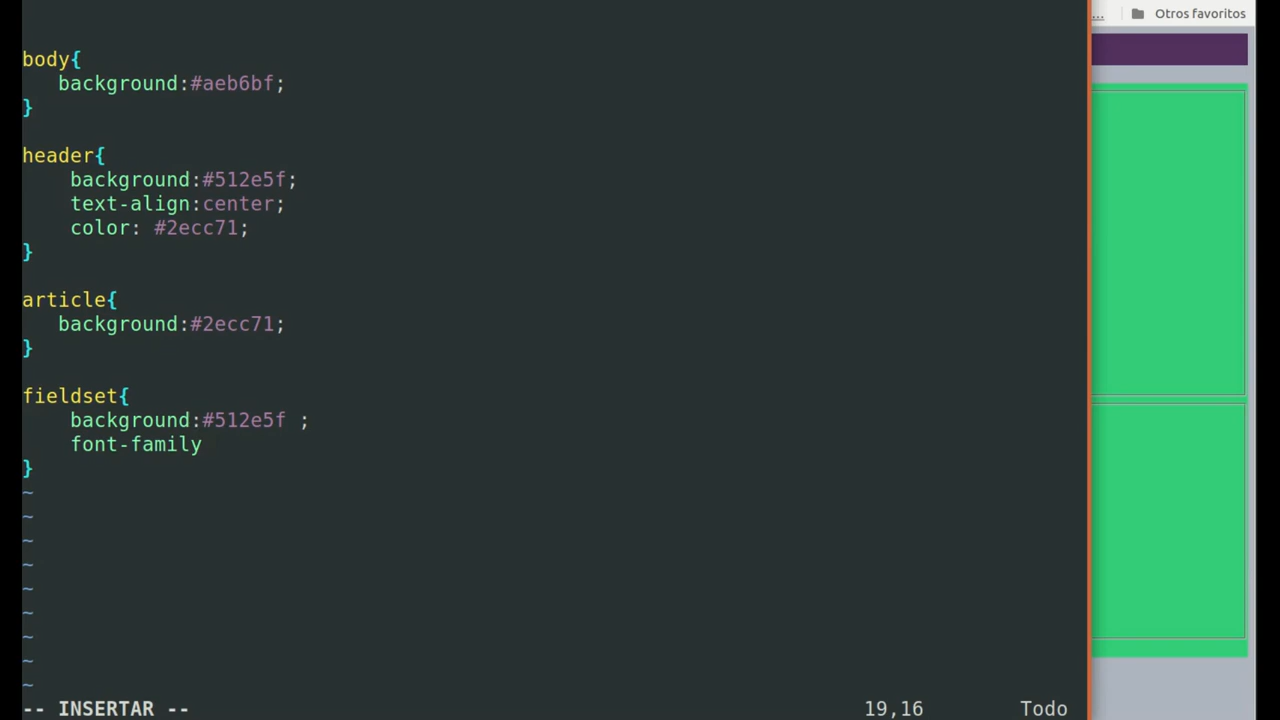 ... Otros favoritos
body{
   background:#aeb6bf;
}

header{
    background:#512e5f;
    text-align:center;
    color: #2ecc71;
}

article{
   background:#2ecc71;
}

fieldset{
    background:#512e5f ;
    font-family
}
~
~
~
~
~
~
~
~
~
-- INSERTAR -- 19,16 Todo